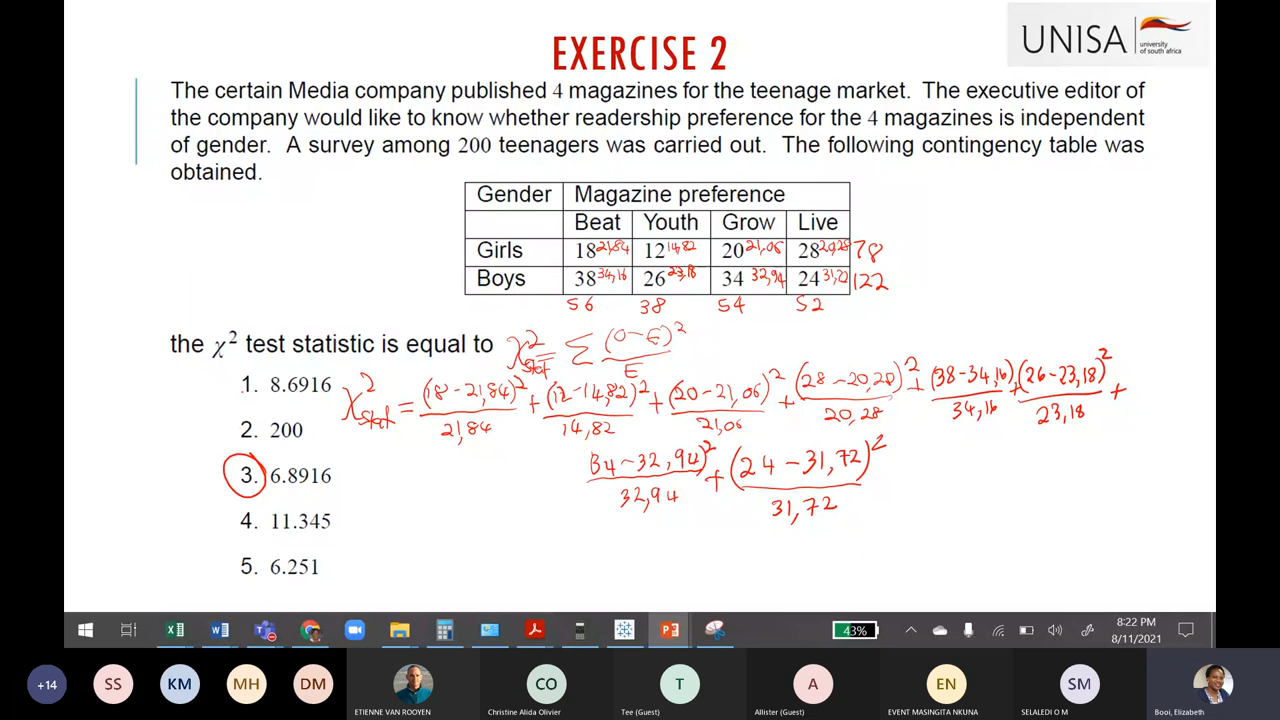 EXERCISE 2
UNISA university of south africa
The certain Media company published 4 magazines for the teenage market. The executive editor of
the company would like to know whether readership preference for the 4 magazines is independent
of gender. A survey among 200 teenagers was carried out. The following contingency table was
obtained.
Gender Magazine preference
Beat Youth Grow Live
Girls 18 21,84 12 14,82 20 21,06 28 20,28 78
Boys 38 34,16 26 23,18 34 32,94 24 31,72 122
56 38 54 52
the χ² test statistic is equal to χ²stat = Σ (O-E)² / E
1. 8.6916
χ²stat = (18-21,84)² / 21,84 + (12-14,82)² / 14,82 + (20-21,06)² / 21,06 + (28-20,28)² / 20,28 + (38-34,16)² / 34,16 + (26-23,18)² / 23,18 +
2. 200
(34-32,94)² / 32,94 + (24-31,72)² / 31,72
3. 6.8916
4. 11.345
5. 6.251
43%
8:22 PM
8/11/2021
+14 SS KM MH DM CO T A EN SM
ETIENNE VAN ROOYEN Christine Alida Olivier Tee (Guest) Allister (Guest) EVENT MASINGITA NKUNA SELALEDI O M Booi, Elizabeth